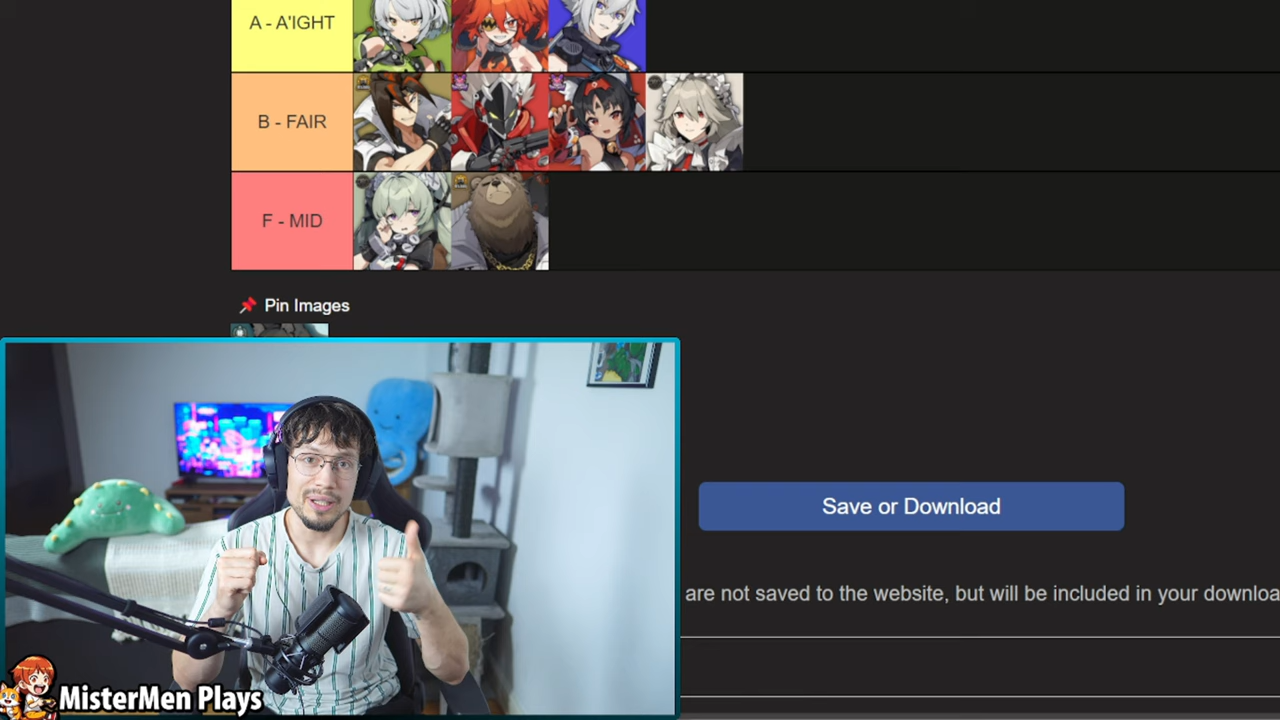 A - A'IGHT
B - FAIR
F - MID
📌 Pin Images
Save or Download
are not saved to the website, but will be included in your downloa
MisterMen Plays